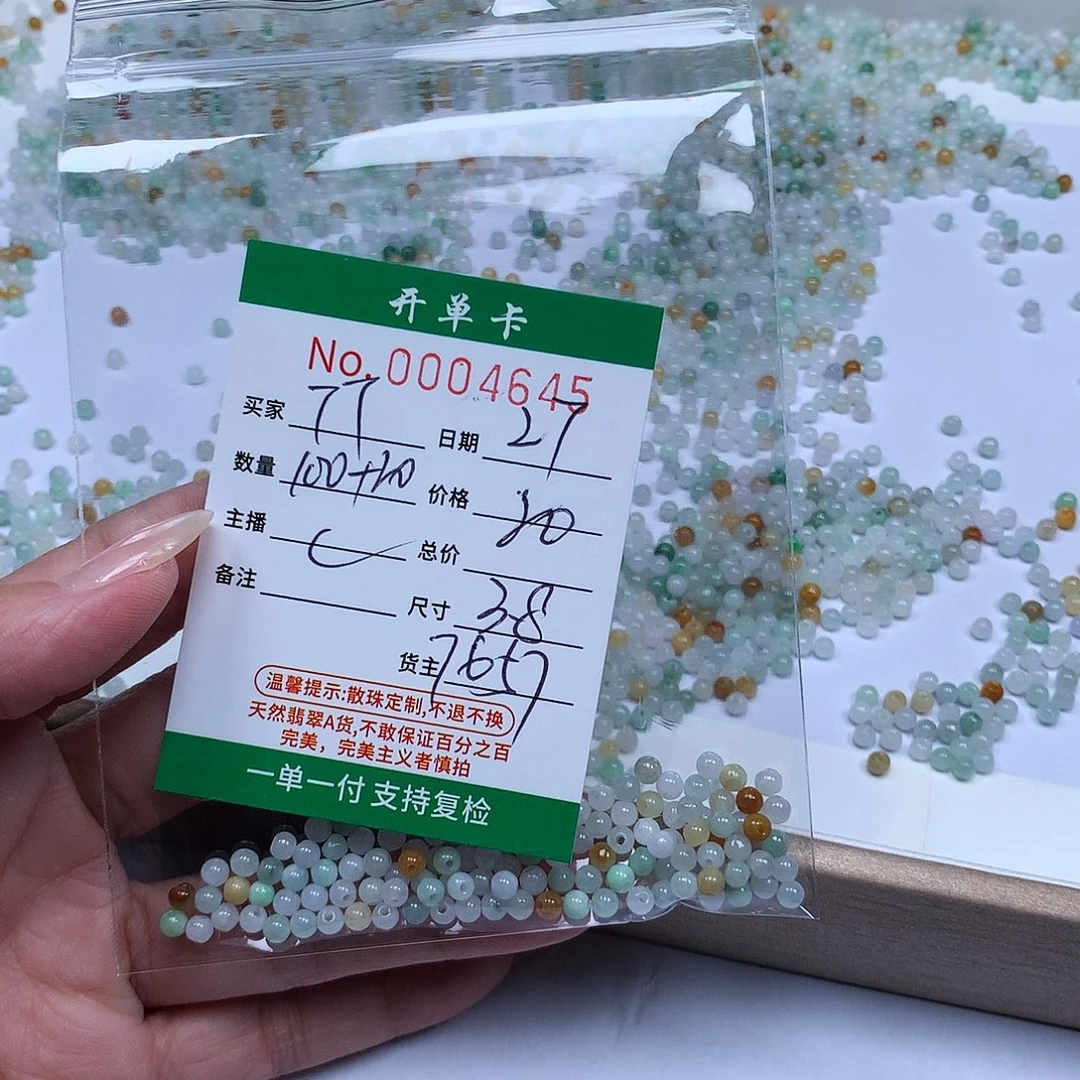 开单卡
No. 0004645
买家 77 日期 27
数量 100+20 价格 30
主播 总价
备注 尺寸 3.8
货主 7657
温馨提示:散珠定制,不退不换
天然翡翠A货,不敢保证百分之百
完美，完美主义者慎拍
一单一付 支持复检